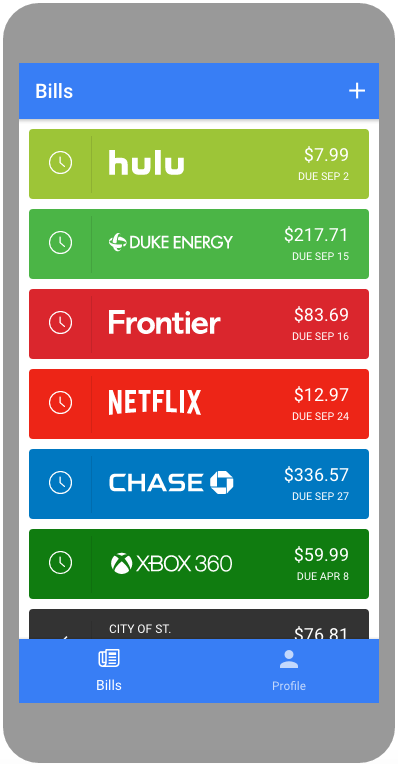 Bills
hulu
$7.99
DUE SEP 2
DUKE ENERGY
$217.71
DUE SEP 15
Frontier
$83.69
DUE SEP 16
NETFLIX
$12.97
DUE SEP 24
CHASE
$336.57
DUE SEP 27
XBOX 360
$59.99
DUE APR 8
CITY OF ST.
$76.81
Bills
Profile